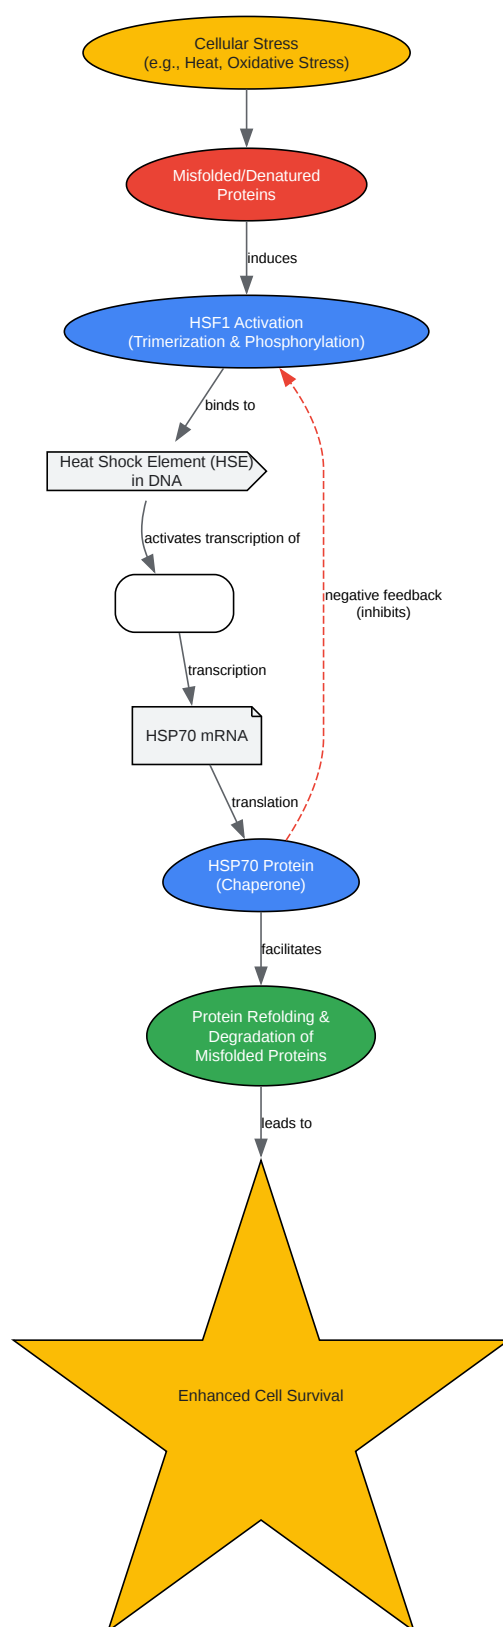 Cellular Stress
(e.g., Heat, Oxidative Stress)
Misfolded/Denatured
Proteins
induces
HSF1 Activation
(Trimerization & Phosphorylation)
binds to
Heat Shock Element (HSE)
in DNA
activates transcription of
negative feedback
(inhibits)
transcription
HSP70 mRNA
translation
HSP70 Protein
(Chaperone)
facilitates
Protein Refolding &
Degradation of
Misfolded Proteins
leads to
Enhanced Cell Survival